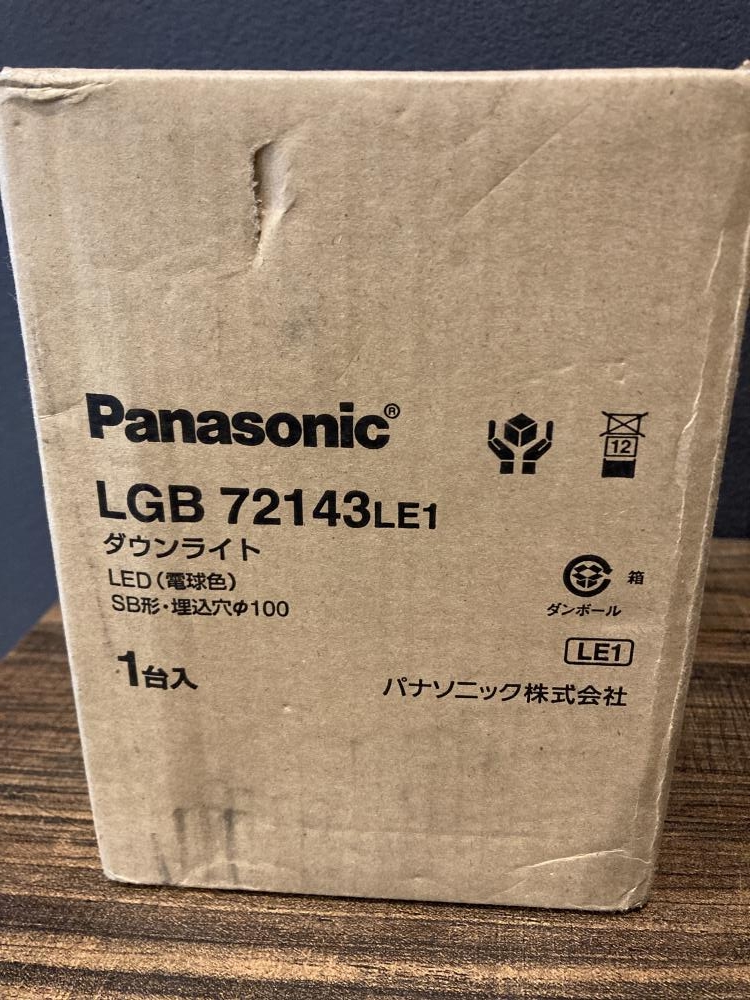 Panasonic®
12
LGB 72143LE1
ダウンライト
LED(電球色)
SB形・埋込穴φ100
箱
ダンボール
1台入
LE1
パナソニック株式会社